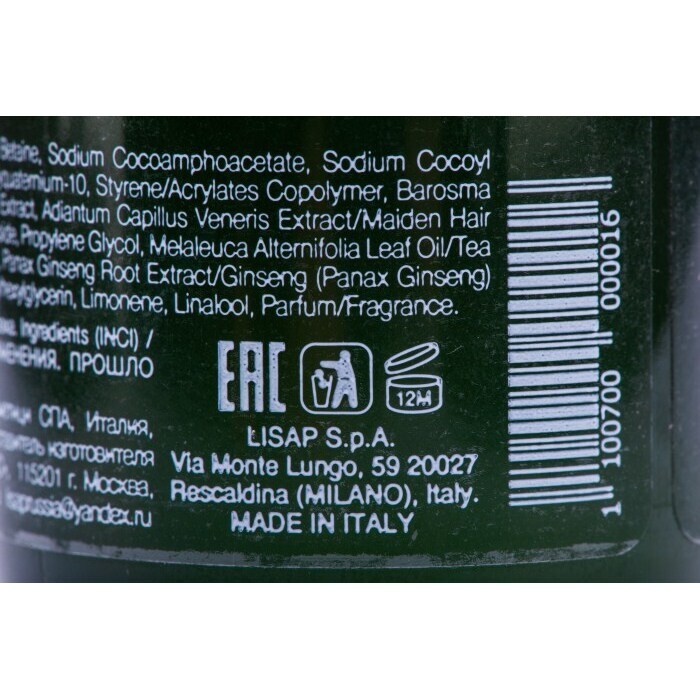 Betaine, Sodium Cocoamphoacetate, Sodium Cocoyl
Styrene/Acrylates Copolymer, Barosma
Extract, Adiantum Capillus Veneris Extract/Maiden Hair
Propylene Glycol, Melaleuca Alternifolia Leaf Oil/Tea
Panax Ginseng Root Extract/Ginseng (Panax Ginseng)
Limonene, Linalool, Parfum/Fragrance.
Ingredients (INCI) /
ПРОШЛО
EAC
12M
СПА, Италия,
изготовителя
115201 г. Москва,
lisaprussia@yandex.ru
LISAP S.p.A.
Via Monte Lungo, 59 20027
Rescaldina (MILANO), Italy.
MADE IN ITALY
1 100700 000016